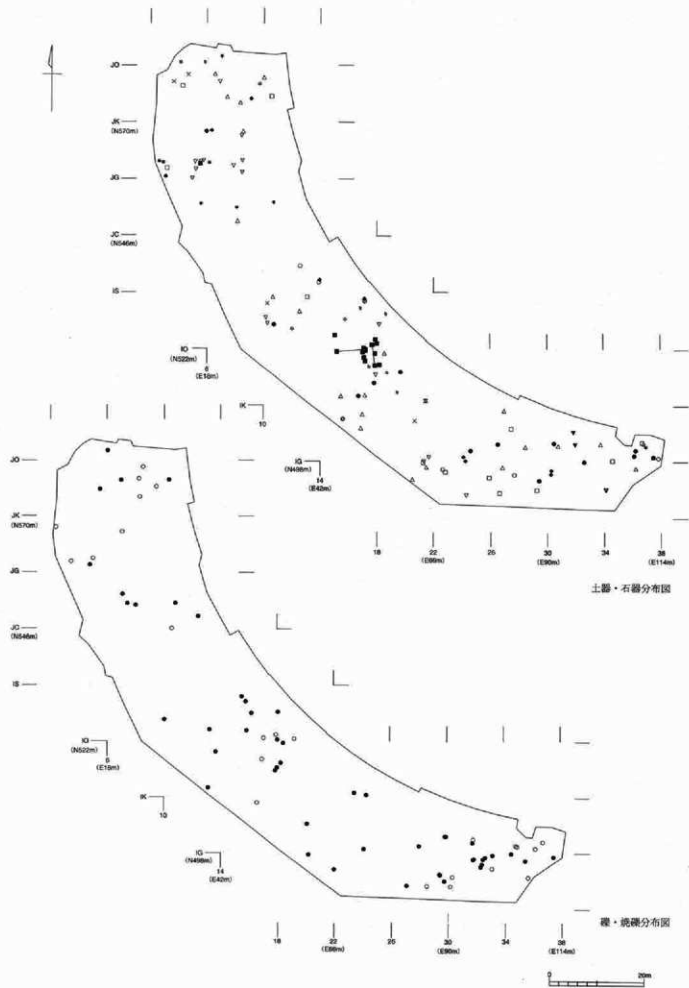 JO
JK
(N570m)
JG
JC
(N546m)
IS
IO
(N522m)
6
(E18m)
IK
10
IG
(N498m)
14
(E42m)
18
22
(E66m)
26
30
(E90m)
34
38
(E114m)
土器・石器分布図
JO
JK
(N570m)
JG
JC
(N546m)
IS
IO
(N522m)
6
(E18m)
IK
10
IG
(N498m)
14
(E42m)
18
22
(E66m)
26
30
(E90m)
34
38
(E114m)
礫・焼礫分布図
0 20m